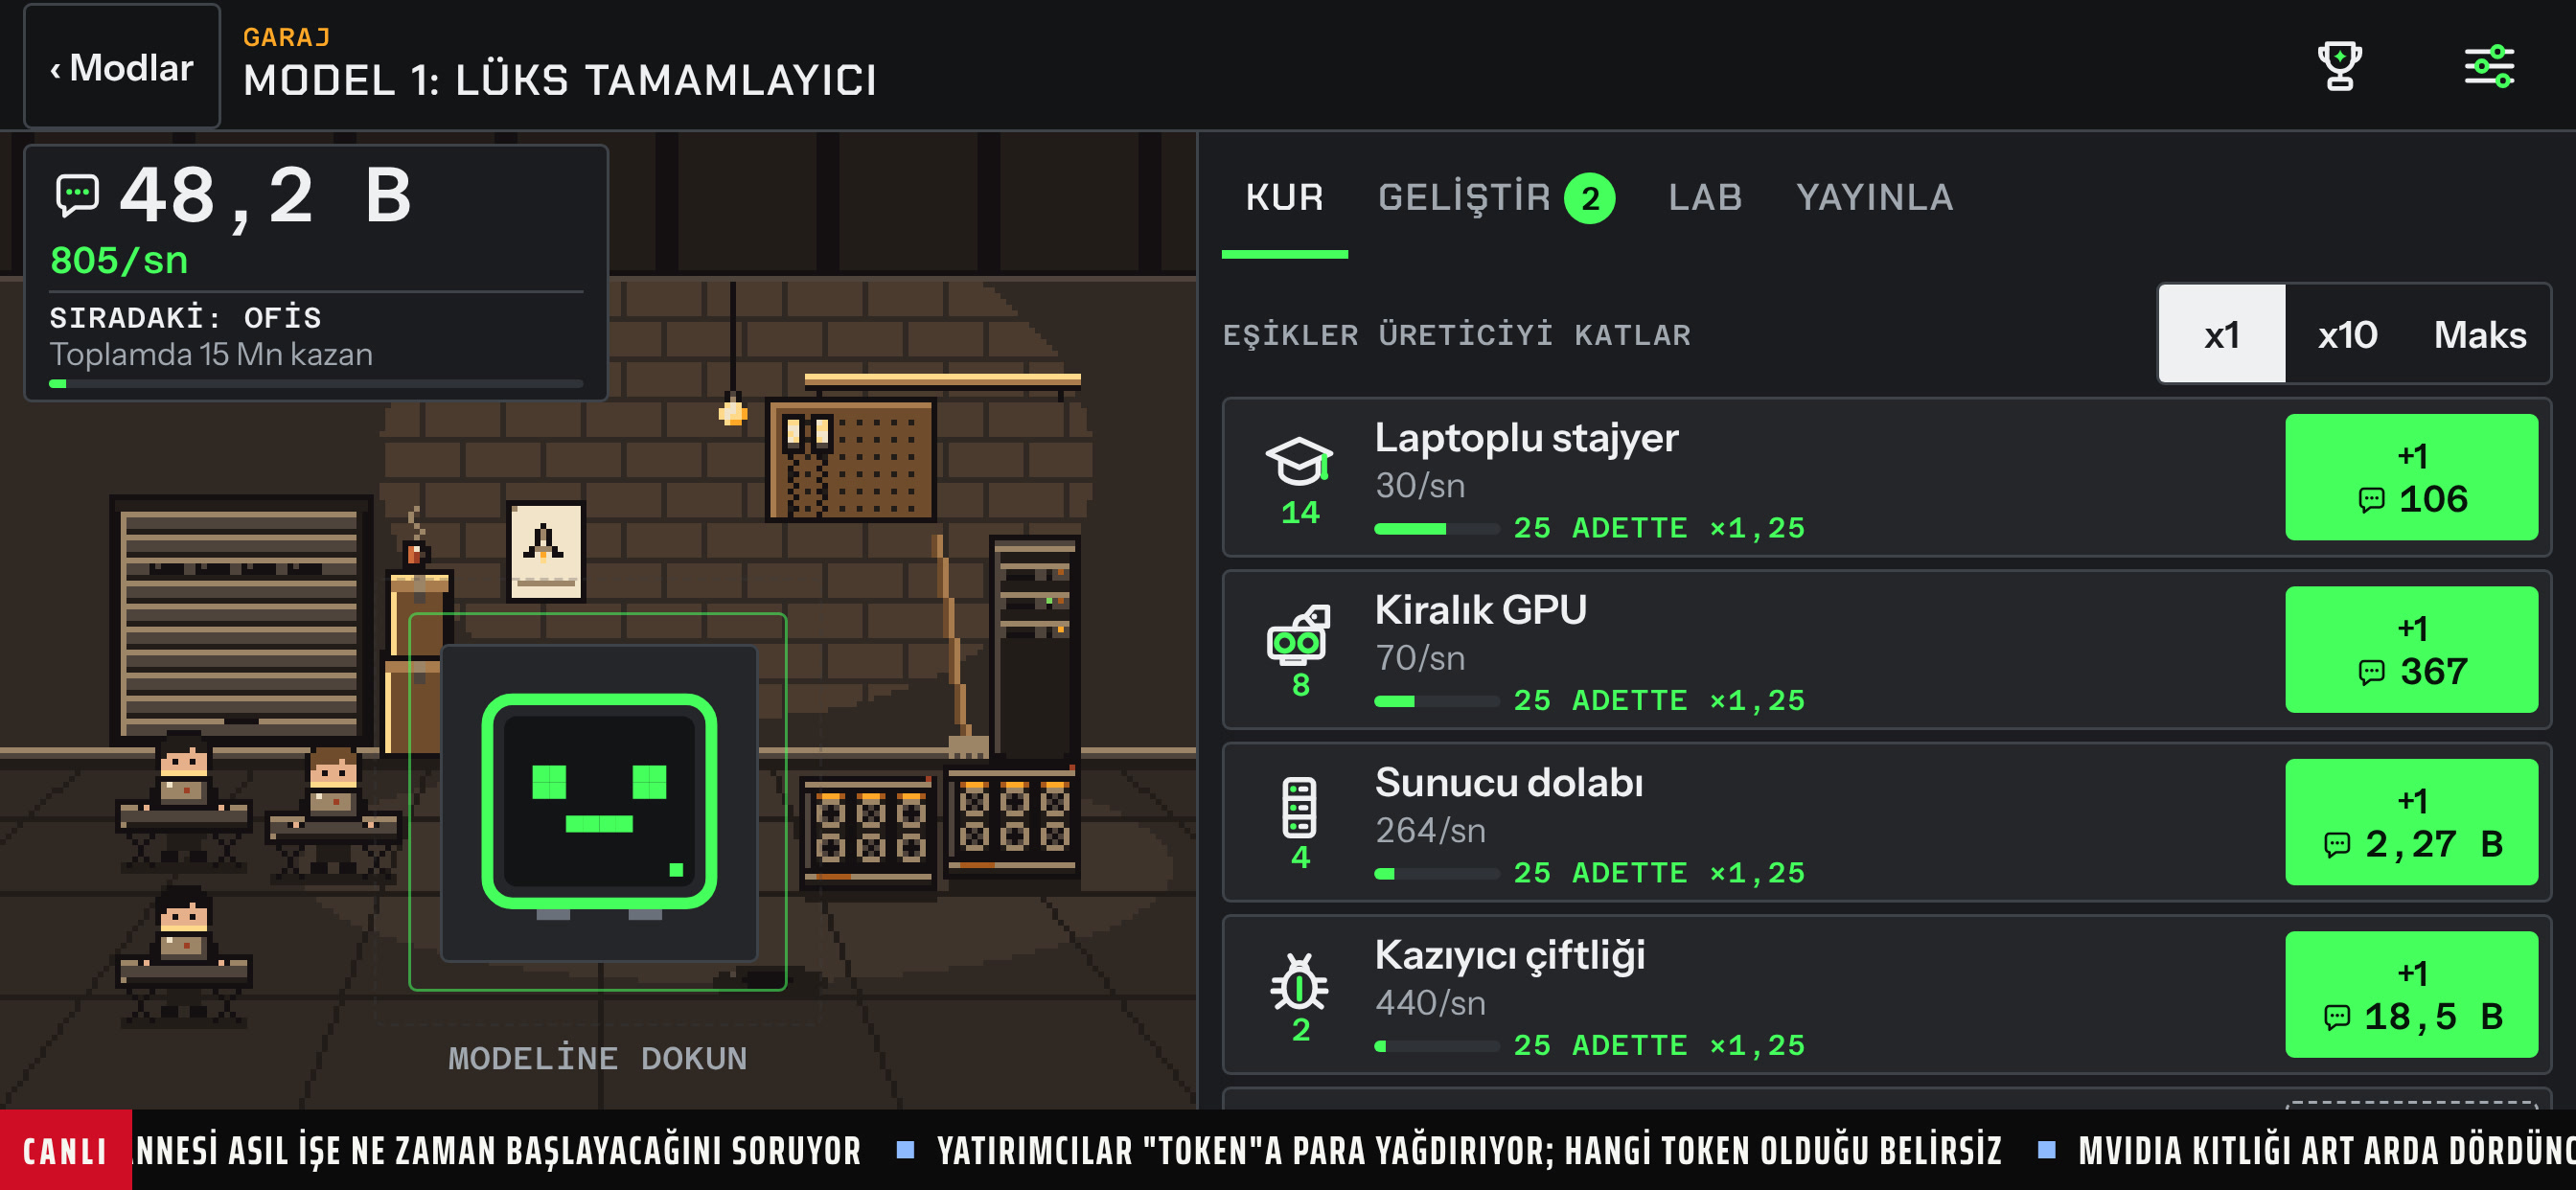 ‹ Modlar
GARAJ
MODEL 1: LÜKS TAMAMLAYICI
48,2 B
805/sn
SIRADAKİ: OFİS
Toplamda 15 Mn kazan
MODELİNE DOKUN
KUR
GELİŞTİR 2
LAB
YAYINLA
EŞİKLER ÜRETİCİYİ KATLAR
x1
x10
Maks
Laptoplu stajyer
30/sn
14
25 ADETTE ×1,25
+1
106
Kiralık GPU
70/sn
8
25 ADETTE ×1,25
+1
367
Sunucu dolabı
264/sn
4
25 ADETTE ×1,25
+1
2,27 B
Kazıyıcı çiftliği
440/sn
2
25 ADETTE ×1,25
+1
18,5 B
CANLI
ASIL İŞE NE ZAMAN BAŞLAYACAĞINI SORUYOR
YATIRIMCILAR "TOKEN"A PARA YAĞDIRIYOR; HANGİ TOKEN OLDUĞU BELİRSİZ
MVIDIA KITLIĞI ART ARDA